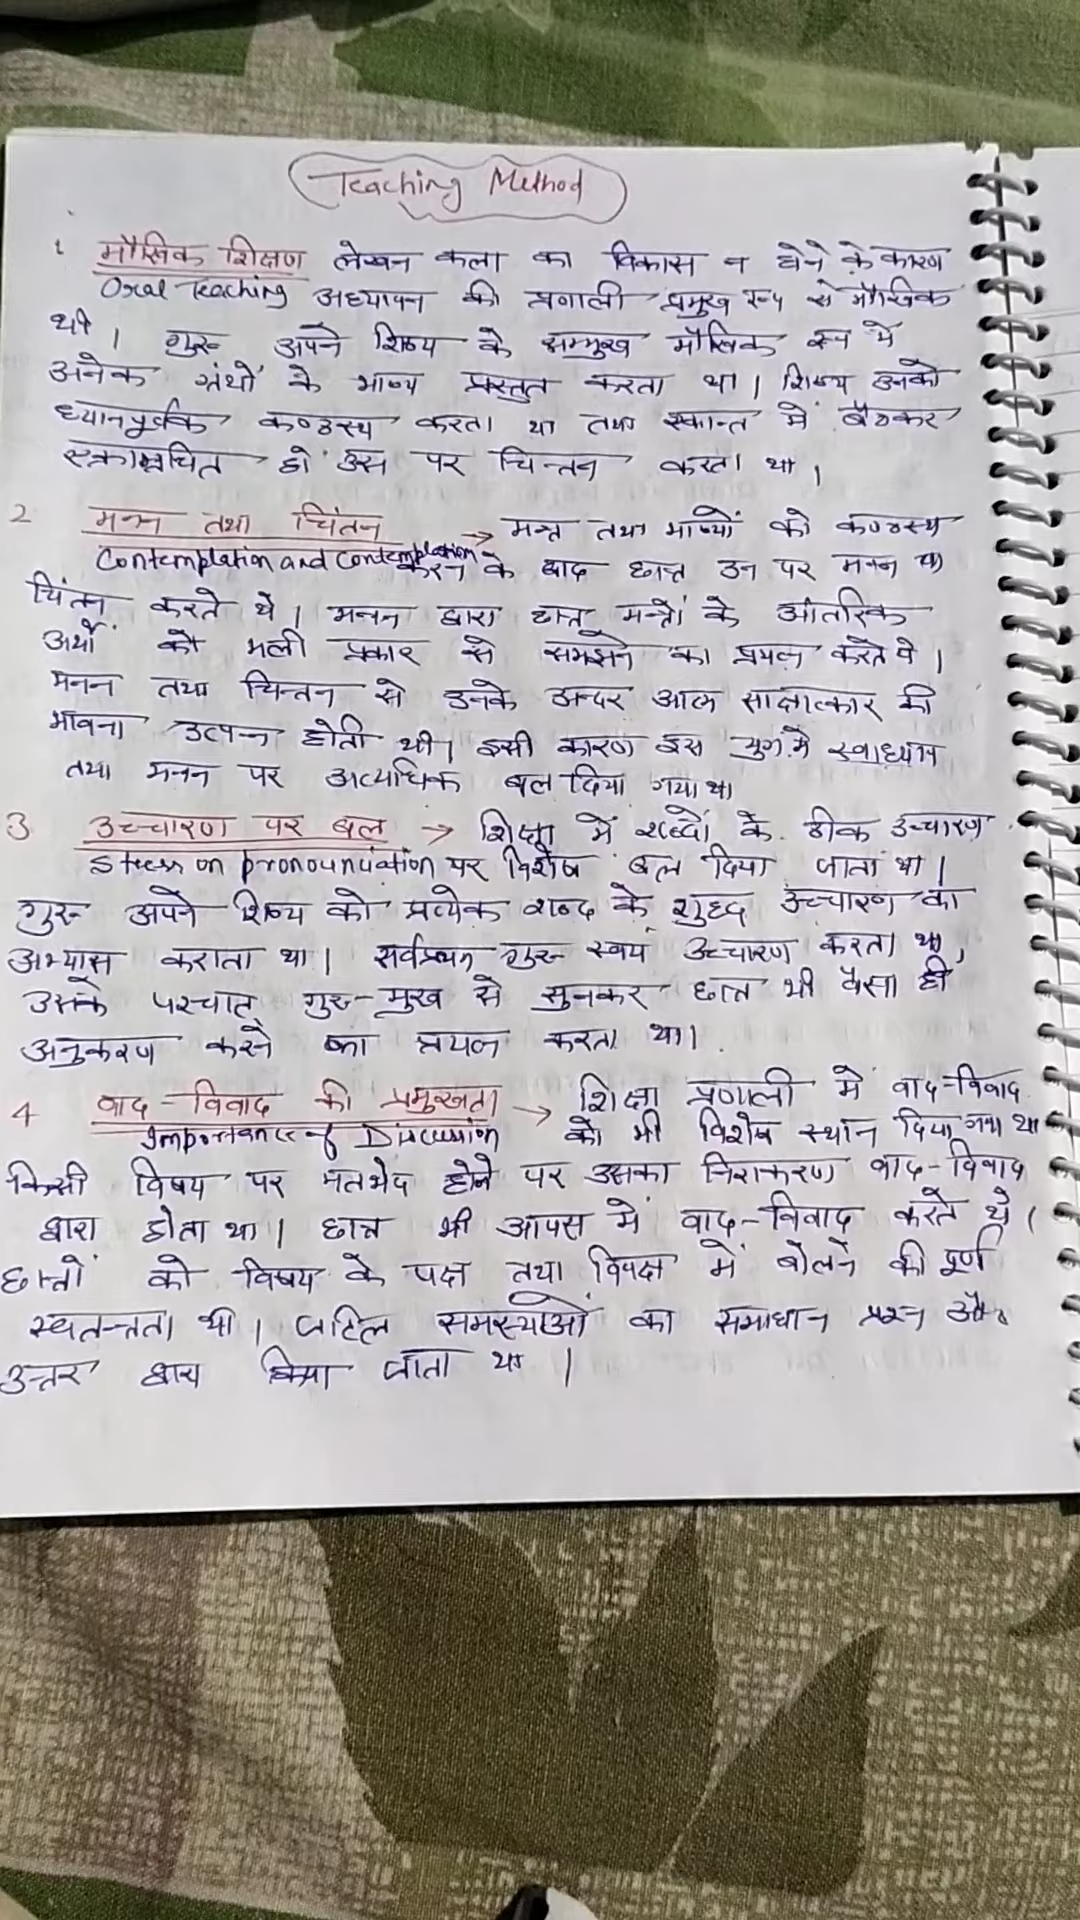 Teaching Method
1 मौखिक शिक्षण लेखन कला का विकास न होने के कारण
Oral Teaching अध्यापन की प्रणाली प्रमुख रूप से मौखिक
थी। गुरु अपने शिष्य के सम्मुख मौखिक रूप में
अनेक ग्रंथों के भाष्य प्रस्तुत करता था। शिष्य उनको
ध्यानपूर्वक कण्ठस्थ करता था तथा एकान्त में बैठकर
एकाग्रचित हो उस पर चिन्तन करता था।
2 मनन तथा चिंतन → मन्त्र तथा भाष्यों को कण्ठस्थ
Contemplation and Contemplation करने के बाद छात्र उन पर मनन व
चिंतन करते थे। मनन द्वारा छात्र मन्त्रों के आंतरिक
अर्थों को भली प्रकार से समझने का प्रयत्न करते थे।
मनन तथा चिन्तन से उनके अन्दर आत्म साक्षात्कार की
भावना उत्पन्न होती थी। इसी कारण इस युग में स्वाध्याय
तथा मनन पर अत्यधिक बल दिया गया था
3 उच्चारण पर बल → शिक्षा में शब्दों के ठीक उच्चारण
Stress on pronounuciation पर विशेष बल दिया जाता था।
गुरु अपने शिष्य को प्रत्येक शब्द के शुद्ध उच्चारण का
अभ्यास कराता था। सर्वप्रथम गुरु स्वयं उच्चारण करता था,
उसके पश्चात् गुरु-मुख से सुनकर छात्र भी वैसा ही
अनुकरण करने का प्रयत्न करता था।
4 वाद-विवाद की प्रमुखता → शिक्षा प्रणाली में वाद-विवाद
Importance of Discussion को भी विशेष स्थान दिया गया था
किसी विषय पर मतभेद होने पर उसका निराकरण वाद-विवाद
द्वारा होता था। छात्र भी आपस में वाद-विवाद करते थे।
छात्रों को विषय के पक्ष तथा विपक्ष में बोलने की पूर्ण
स्वतन्त्रता थी। जटिल समस्याओं का समाधान प्रश्न और
उत्तर द्वारा किया जाता था।